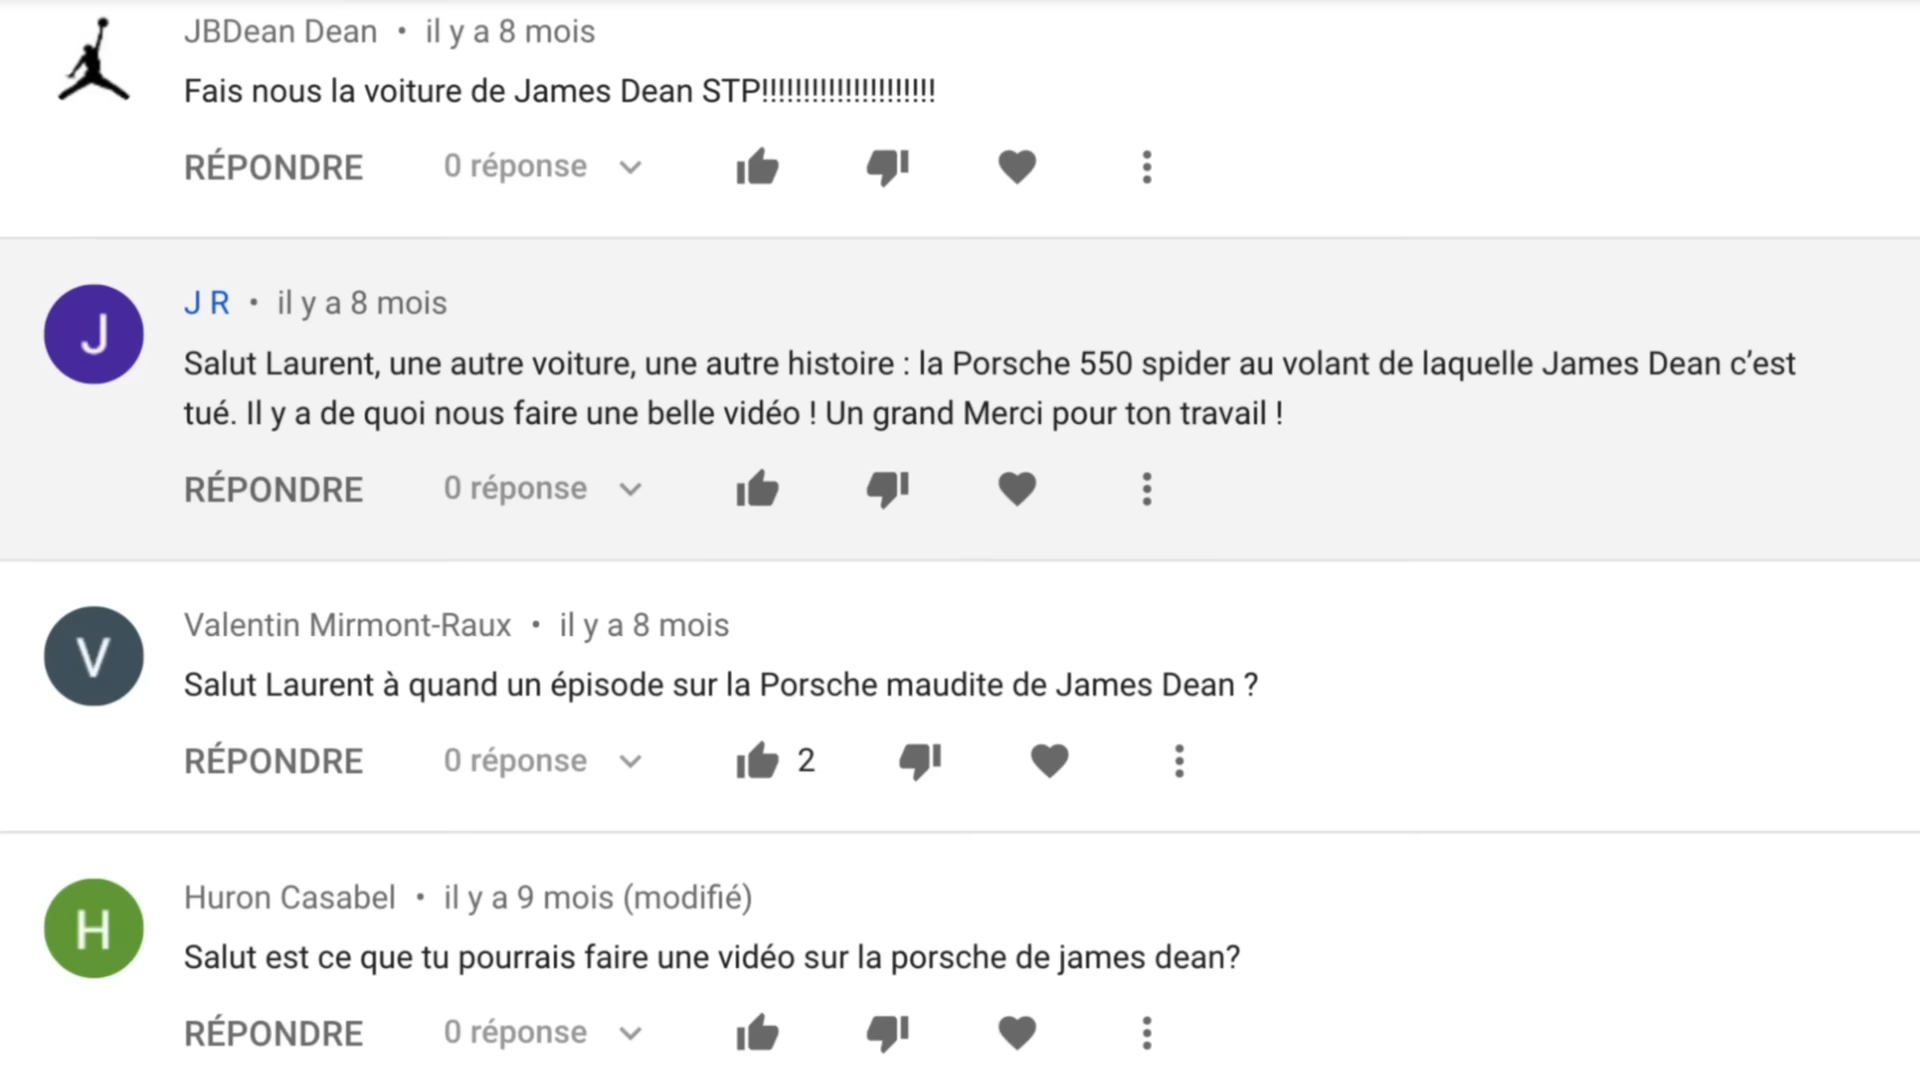 JBDean Dean • il y a 8 mois
Fais nous la voiture de James Dean STP!!!!!!!!!!!!!!!!!!!!!
RÉPONDRE 0 réponse
J
J R • il y a 8 mois
Salut Laurent, une autre voiture, une autre histoire : la Porsche 550 spider au volant de laquelle James Dean c’est
tué. Il y a de quoi nous faire une belle vidéo ! Un grand Merci pour ton travail !
RÉPONDRE 0 réponse
V
Valentin Mirmont-Raux • il y a 8 mois
Salut Laurent à quand un épisode sur la Porsche maudite de James Dean ?
RÉPONDRE 0 réponse 2
H
Huron Casabel • il y a 9 mois (modifié)
Salut est ce que tu pourrais faire une vidéo sur la porsche de james dean?
RÉPONDRE 0 réponse